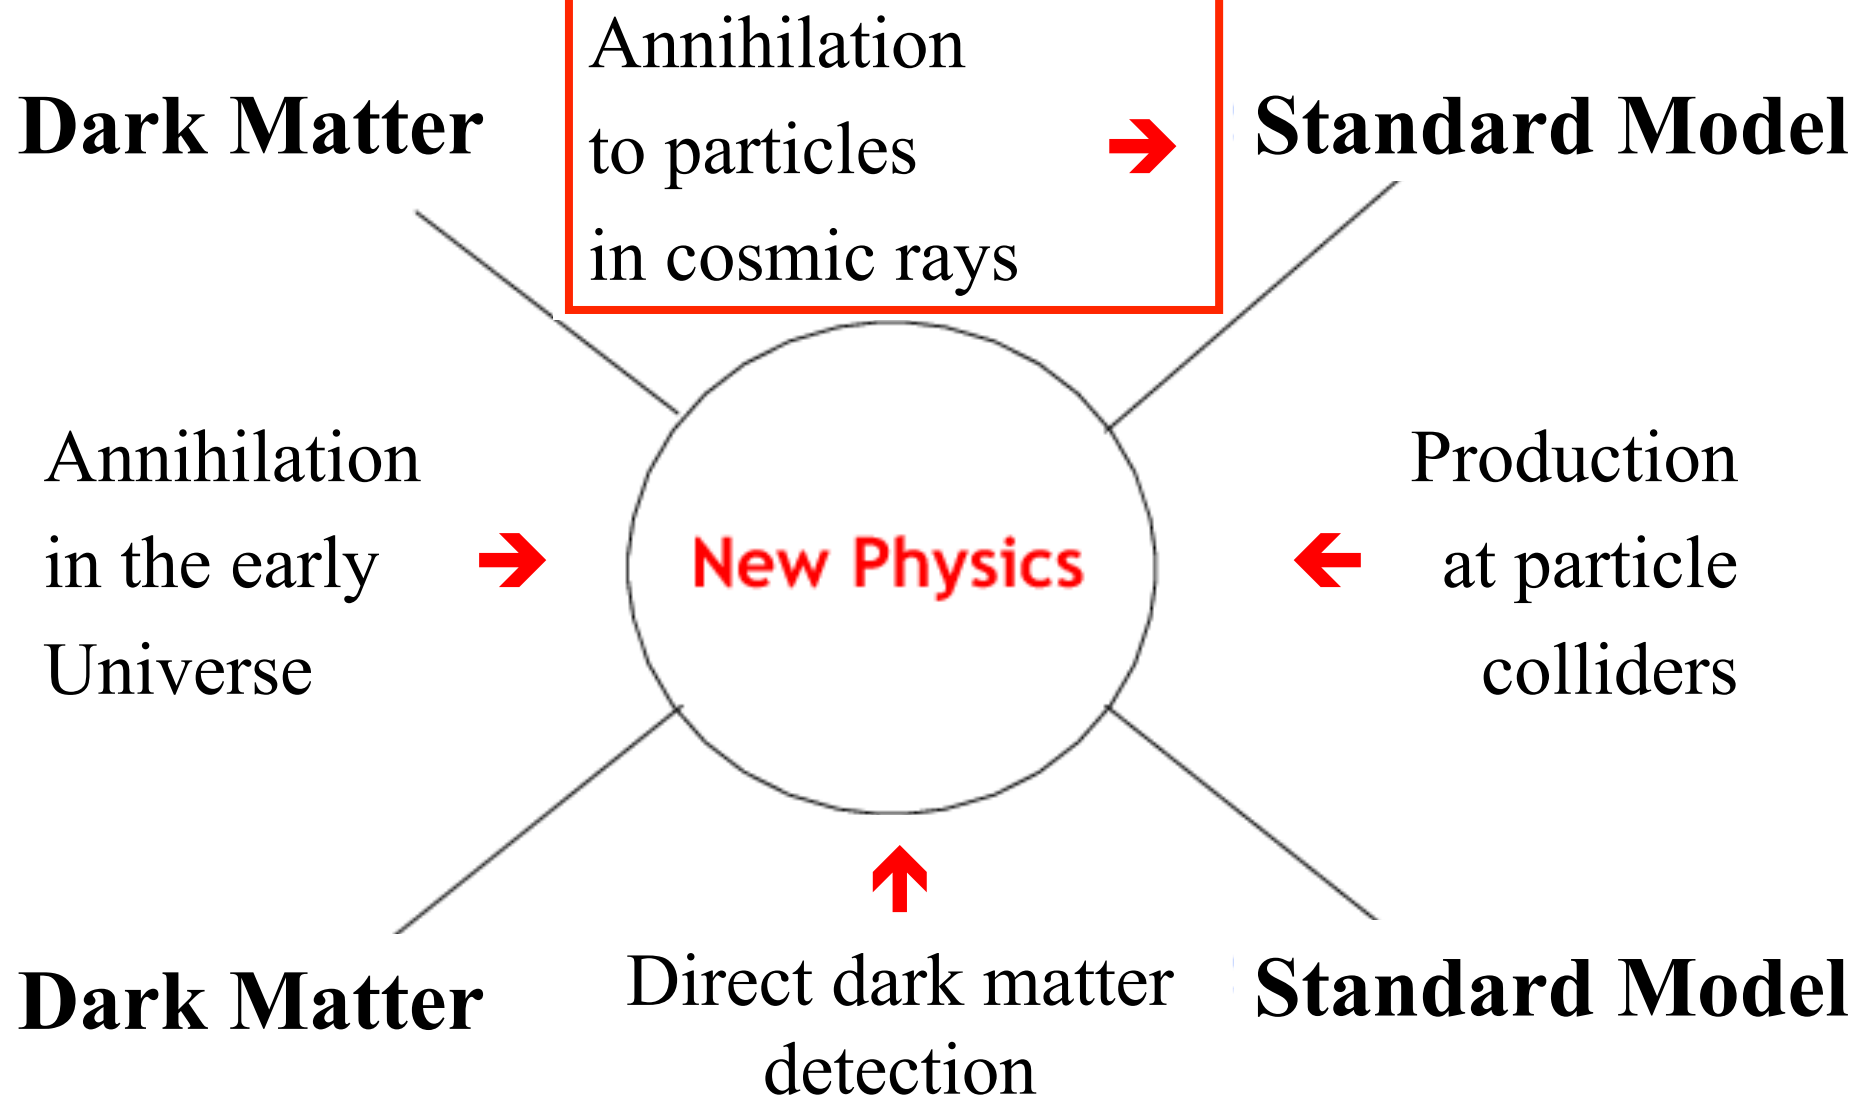 Annihilation
to particles
in cosmic rays
Dark Matter
Standard Model
Annihilation
in the early
Universe
New Physics
Production
at particle
colliders
Dark Matter
Direct dark matter
detection
Standard Model